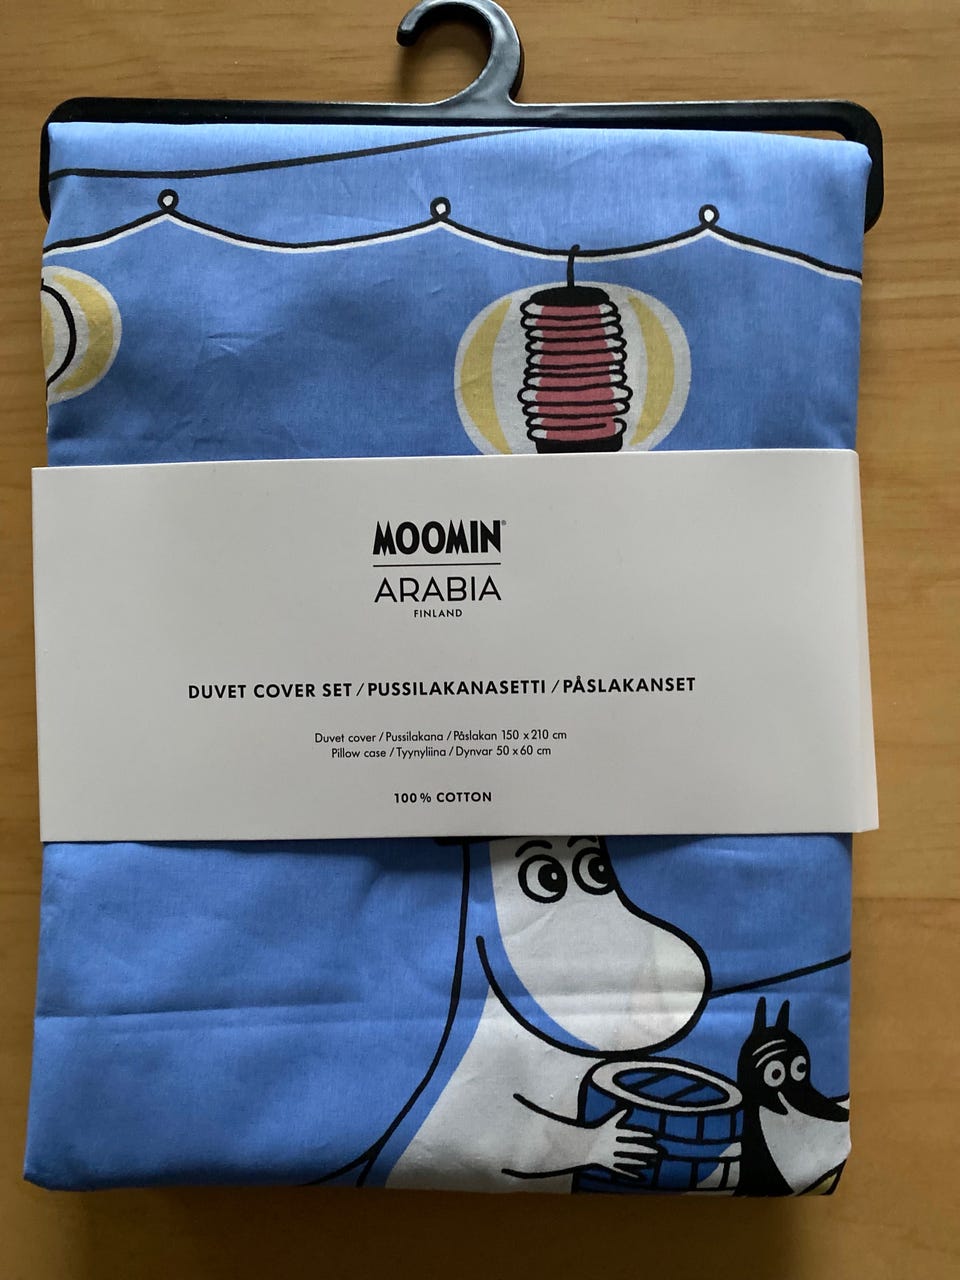 MOOMIN®
ARABIA
FINLAND
DUVET COVER SET / PUSSILAKANASETTI / PÅSLAKANSET
Duvet cover / Pussilakana / Påslakan 150 x 210 cm
Pillow case / Tyynyliina / Dynvar 50 x 60 cm
100 % COTTON